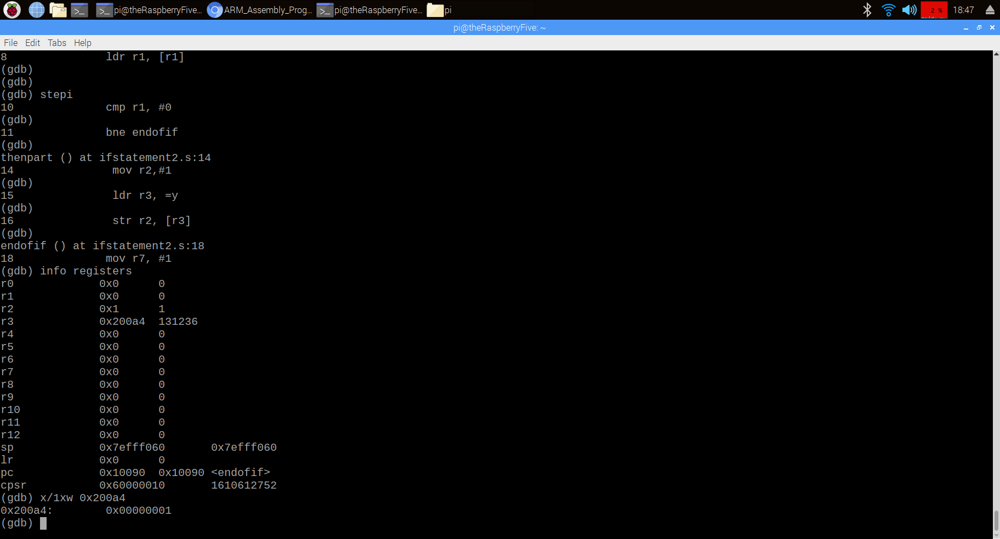 pi@theRaspberryFive... ARM_Assembly_Prog... pi@theRaspberryFive... pi 2 % 18:47
pi@theRaspberryFive: ~
File Edit Tabs Help
8 ldr r1, [r1]
(gdb)
(gdb)
(gdb) stepi
10 cmp r1, #0
(gdb)
11 bne endofif
(gdb)
thenpart () at ifstatement2.s:14
14 mov r2,#1
(gdb)
15 ldr r3, =y
(gdb)
16 str r2, [r3]
(gdb)
endofif () at ifstatement2.s:18
18 mov r7, #1
(gdb) info registers
r0 0x0 0
r1 0x0 0
r2 0x1 1
r3 0x200a4 131236
r4 0x0 0
r5 0x0 0
r6 0x0 0
r7 0x0 0
r8 0x0 0
r9 0x0 0
r10 0x0 0
r11 0x0 0
r12 0x0 0
sp 0x7efff060 0x7efff060
lr 0x0 0
pc 0x10090 0x10090 <endofif>
cpsr 0x60000010 1610612752
(gdb) x/1xw 0x200a4
0x200a4: 0x00000001
(gdb)